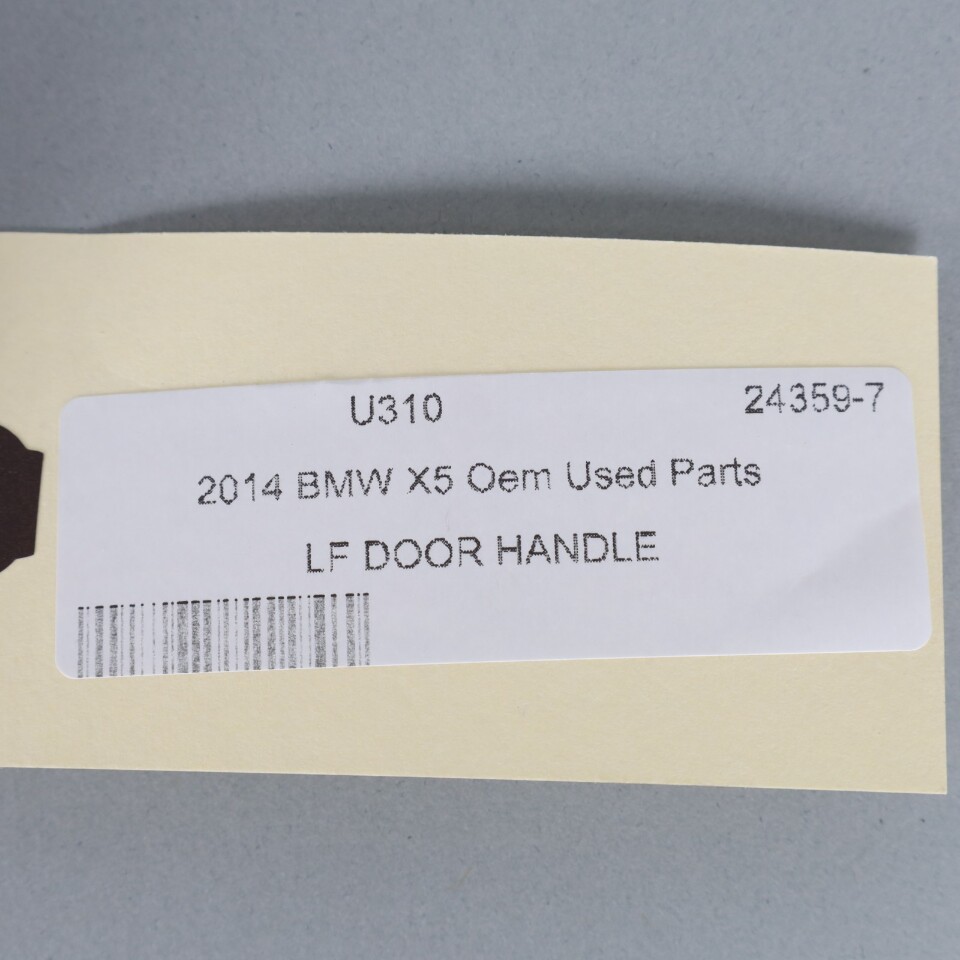 U310 24359-7
2014 BMW X5 Oem Used Parts
LF DOOR HANDLE